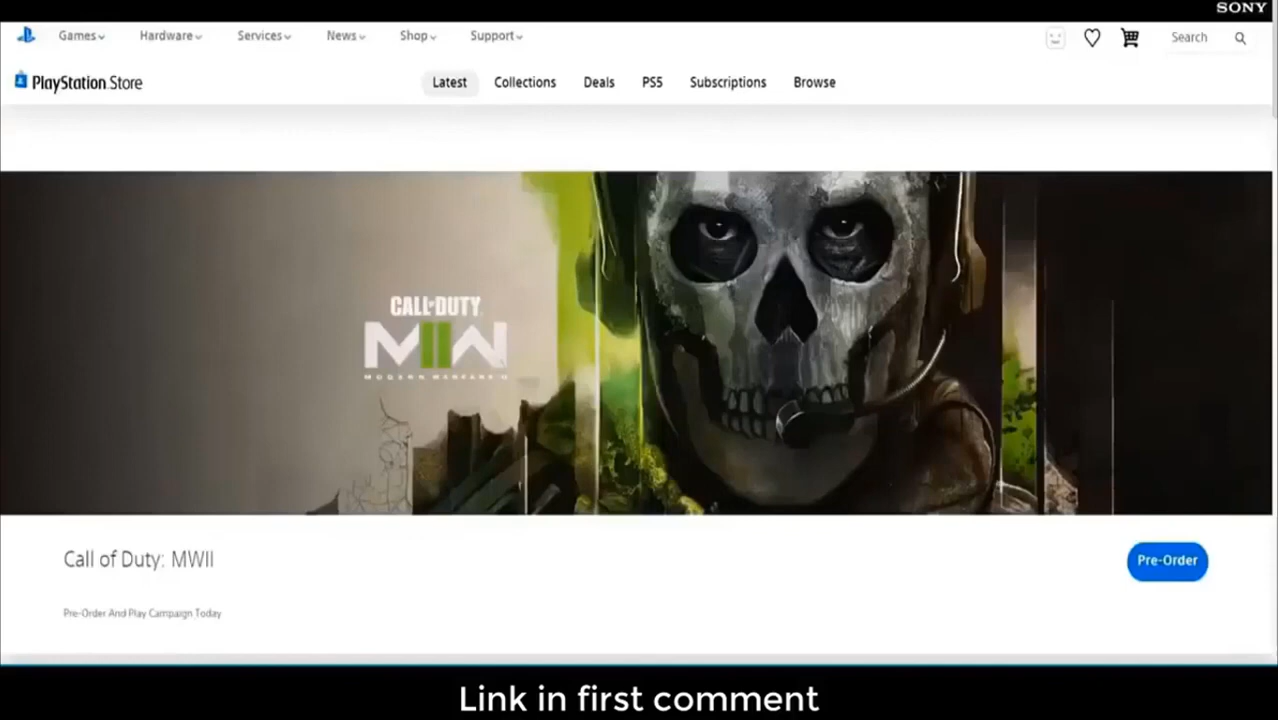 SONY
Games
Hardware
Services
News
Shop
Support
Search
PlayStation Store
Latest
Collections
Deals
PS5
Subscriptions
Browse
CALL OF DUTY
MWII
MODERN WARFARE II
Call of Duty: MWII
Pre-Order
Pre-Order And Play Campaign Today
Link in first comment